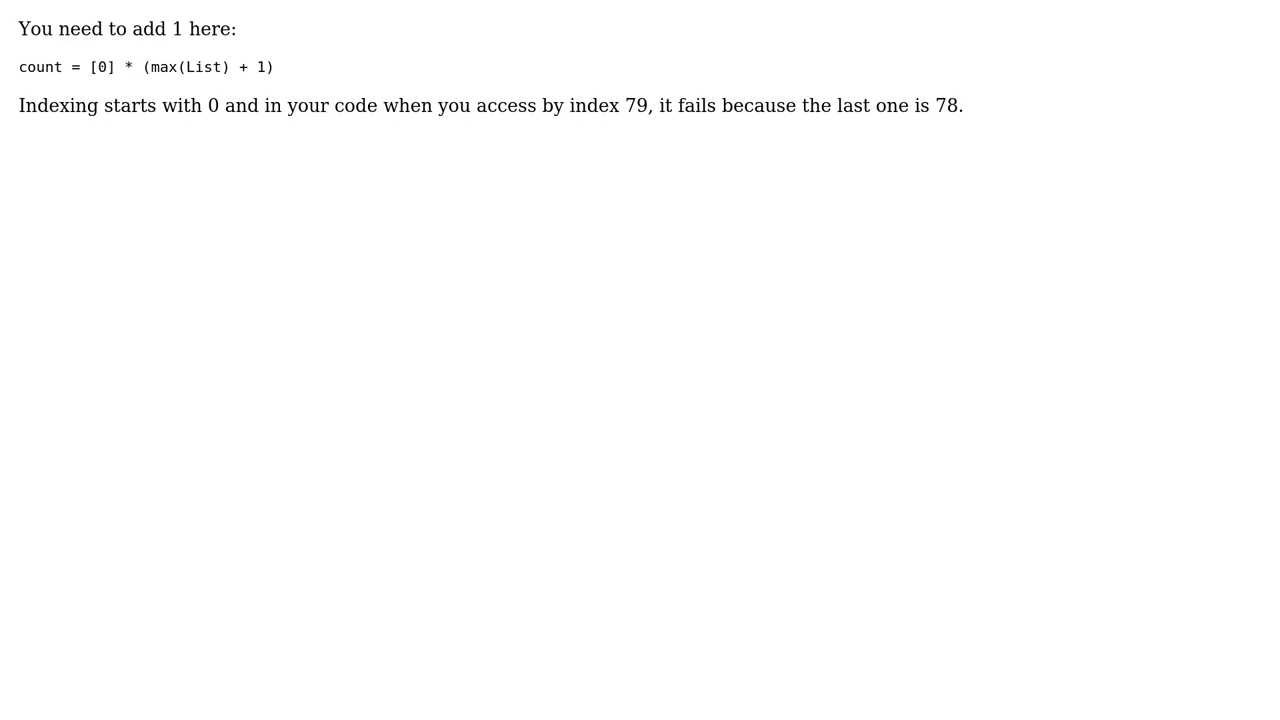 You need to add 1 here:
count = [0] * (max(List) + 1)
Indexing starts with 0 and in your code when you access by index 79, it fails because the last one is 78.